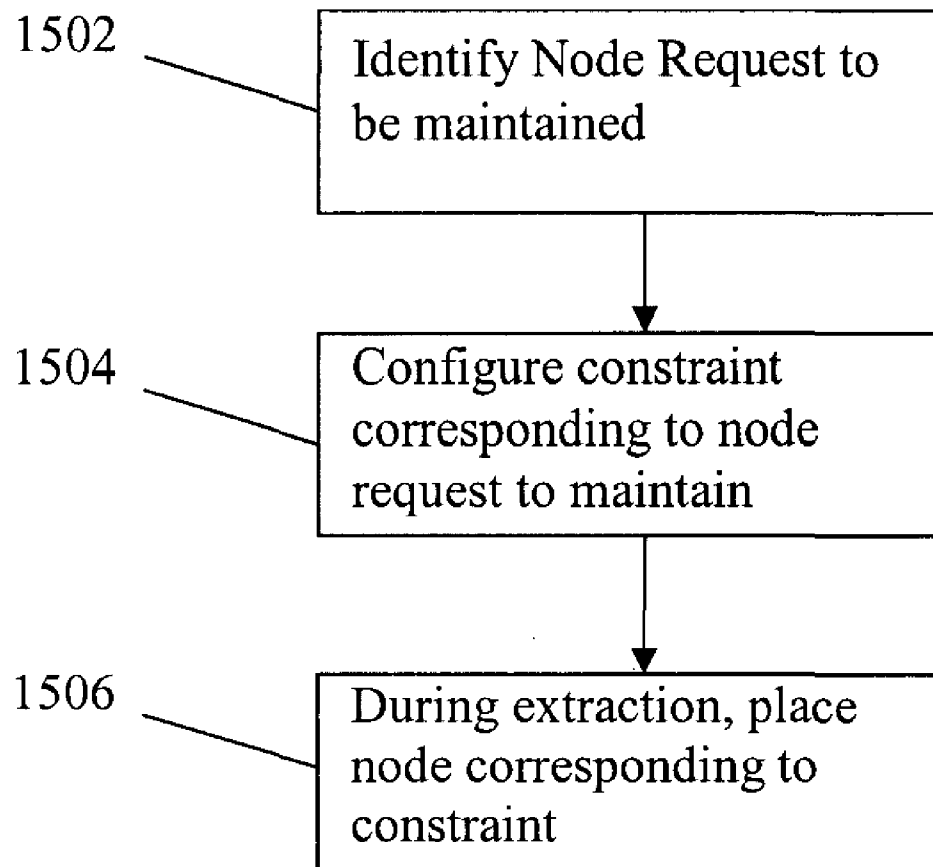 1502
Identify Node Request to
be maintained
1504
Configure constraint
corresponding to node
request to maintain
1506
During extraction, place
node corresponding to
constraint